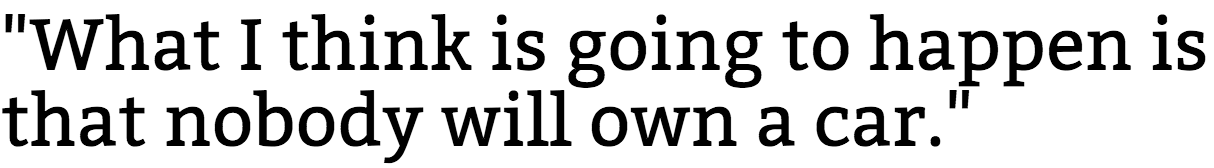 "What I think is going to happen is
that nobody will own a car."